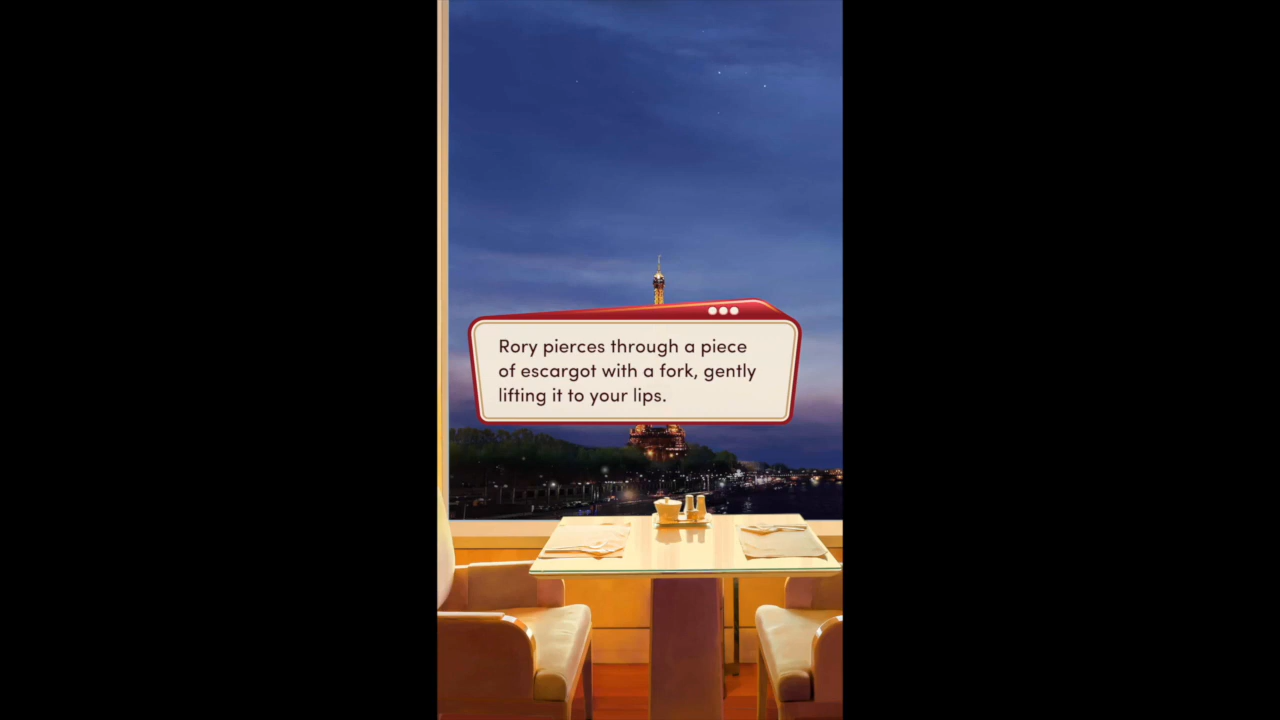 Rory pierces through a piece
of escargot with a fork, gently
lifting it to your lips.